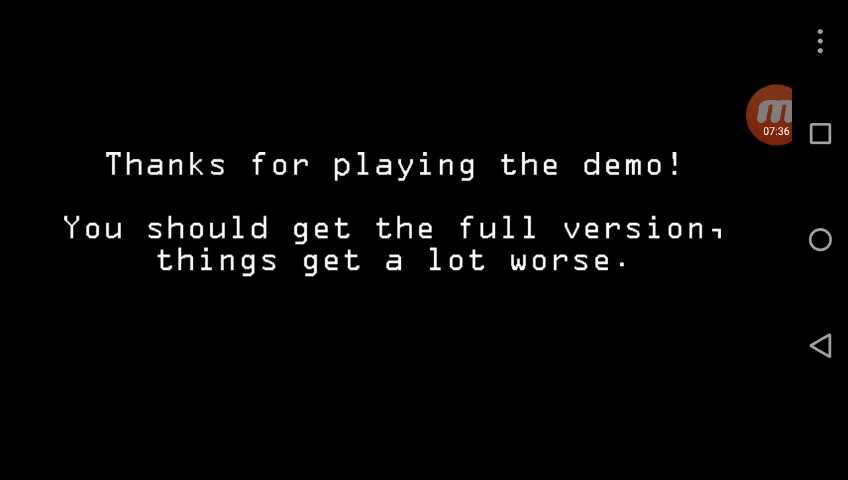 07:36
Thanks for playing the demo!
You should get the full version,
things get a lot worse.